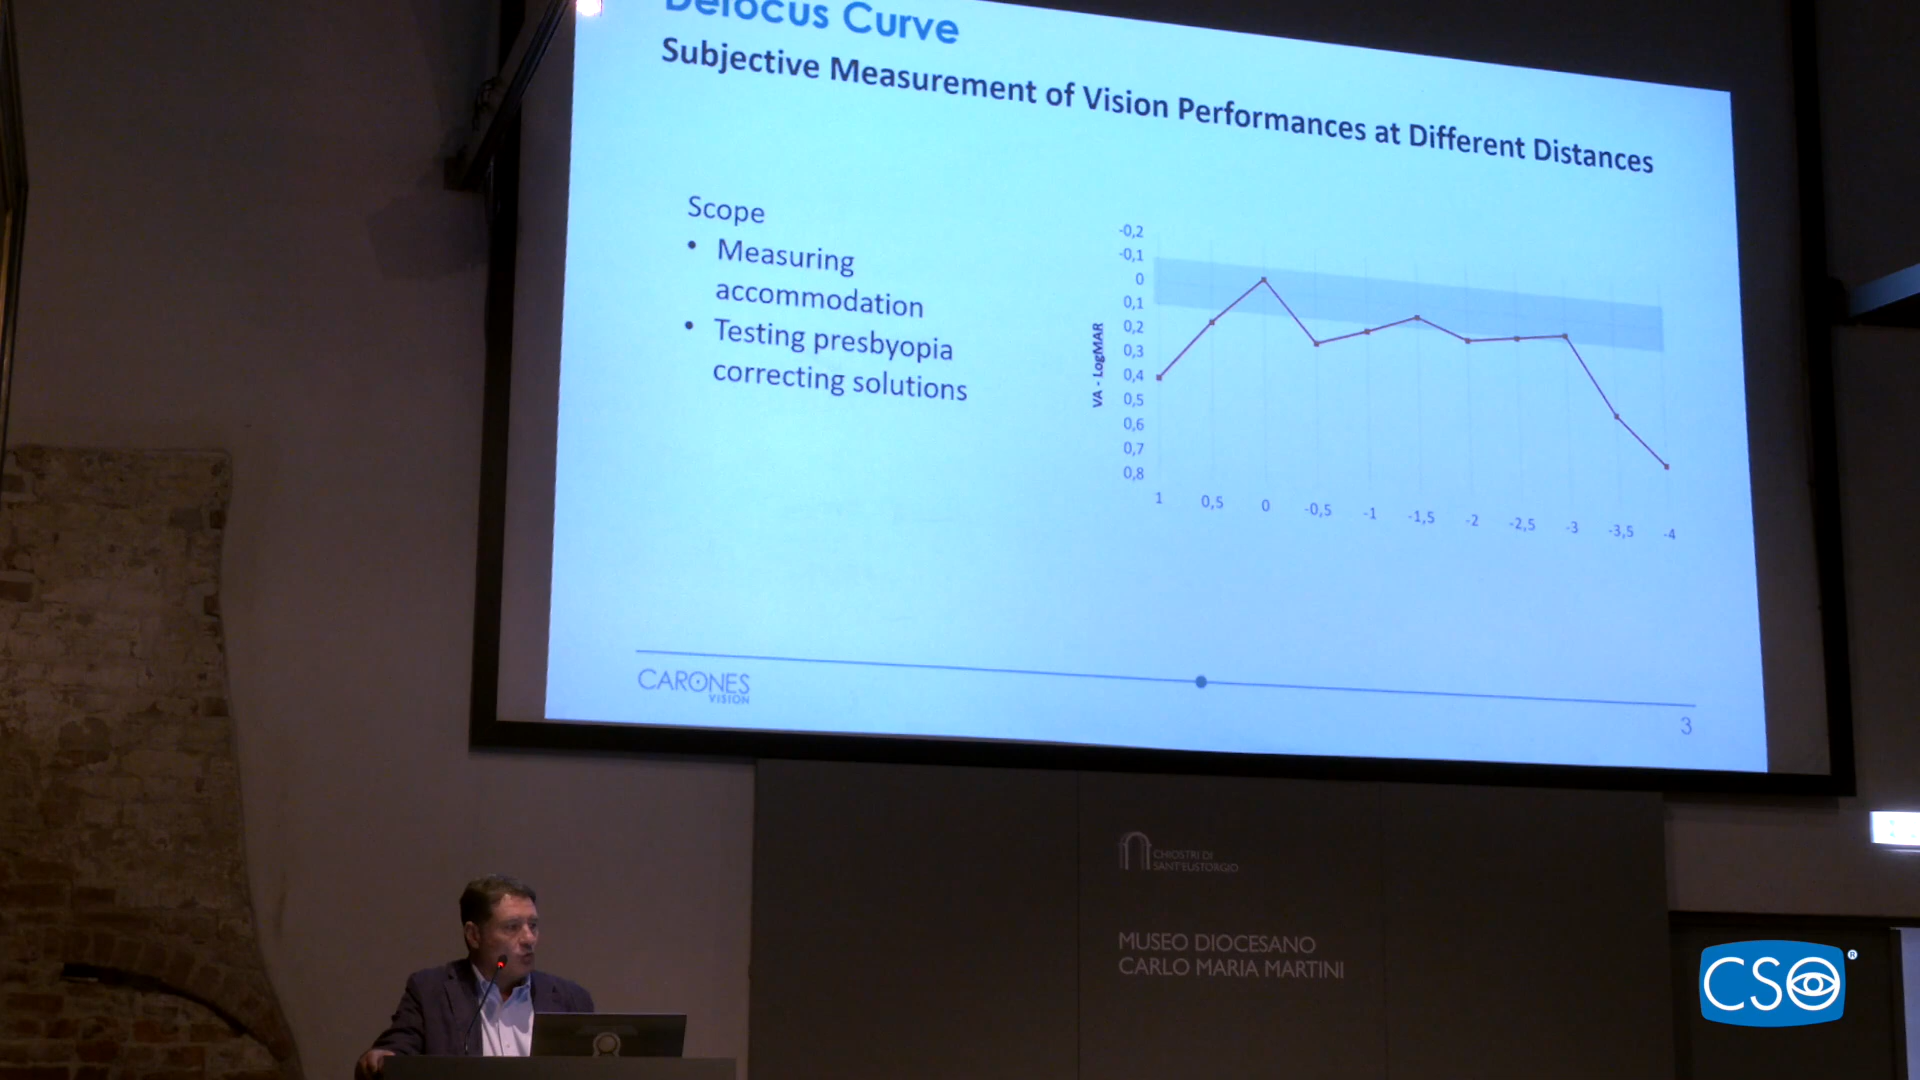 Defocus Curve
Subjective Measurement of Vision Performances at Different Distances
Scope
• Measuring
accommodation
• Testing presbyopia
correcting solutions
VA - LogMAR
-0,2
-0,1
0
0,1
0,2
0,3
0,4
0,5
0,6
0,7
0,8
1 0,5 0 -0,5 -1 -1,5 -2 -2,5 -3 -3,5 -4
CARONES
VISION
3
CHIOSTRI DI
SANT'EUSTORGIO
MUSEO DIOCESANO
CARLO MARIA MARTINI
CSO®